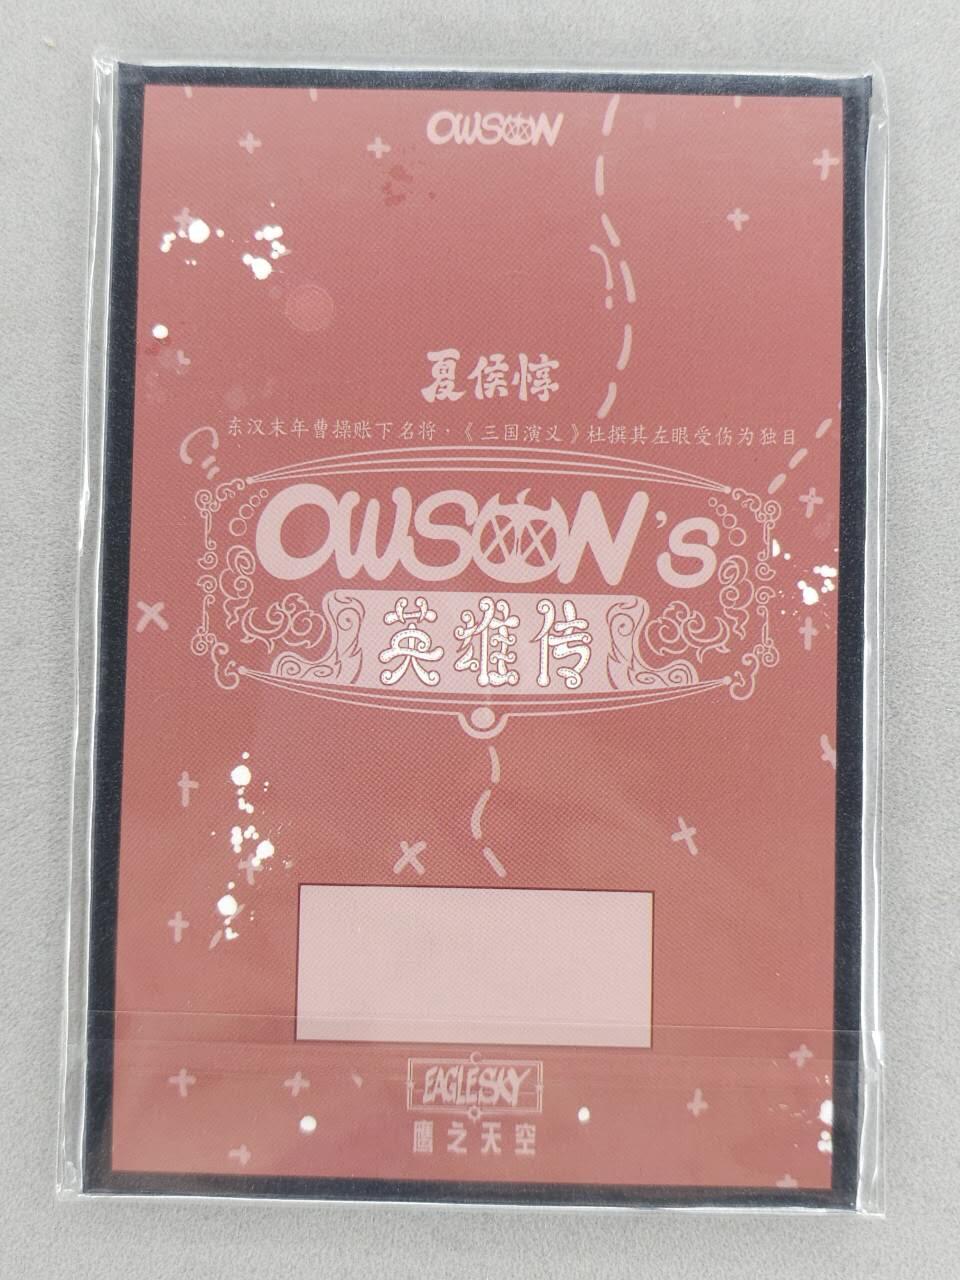 OWSON
夏侯惇
东汉末年曹操账下名将·《三国演义》杜撰其左眼受伤为独目
OWSON's
英雄传
EAGLESKY
鹰之天空